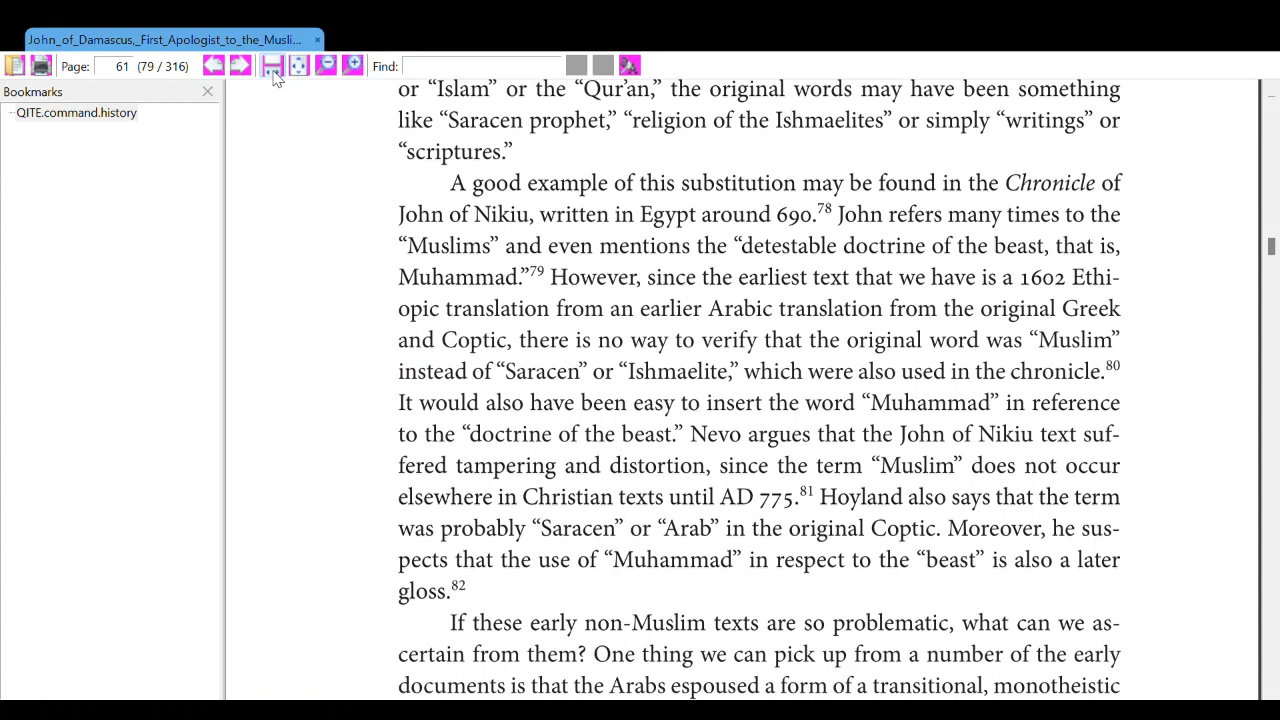 John_of_Damascus,_First_Apologist_to_the_Musli... ×
Page: 61 (79 / 316) Find:
Bookmarks
QITE.command.history
or “Islam” or the “Qur’an,” the original words may have been something
like “Saracen prophet,” “religion of the Ishmaelites” or simply “writings” or
“scriptures.”
A good example of this substitution may be found in the Chronicle of
John of Nikiu, written in Egypt around 690.78 John refers many times to the
“Muslims” and even mentions the “detestable doctrine of the beast, that is,
Muhammad.”79 However, since the earliest text that we have is a 1602 Ethi-
opic translation from an earlier Arabic translation from the original Greek
and Coptic, there is no way to verify that the original word was “Muslim”
instead of “Saracen” or “Ishmaelite,” which were also used in the chronicle.80
It would also have been easy to insert the word “Muhammad” in reference
to the “doctrine of the beast.” Nevo argues that the John of Nikiu text suf-
fered tampering and distortion, since the term “Muslim” does not occur
elsewhere in Christian texts until AD 775.81 Hoyland also says that the term
was probably “Saracen” or “Arab” in the original Coptic. Moreover, he sus-
pects that the use of “Muhammad” in respect to the “beast” is also a later
gloss.82
If these early non-Muslim texts are so problematic, what can we as-
certain from them? One thing we can pick up from a number of the early
documents is that the Arabs espoused a form of a transitional, monotheistic